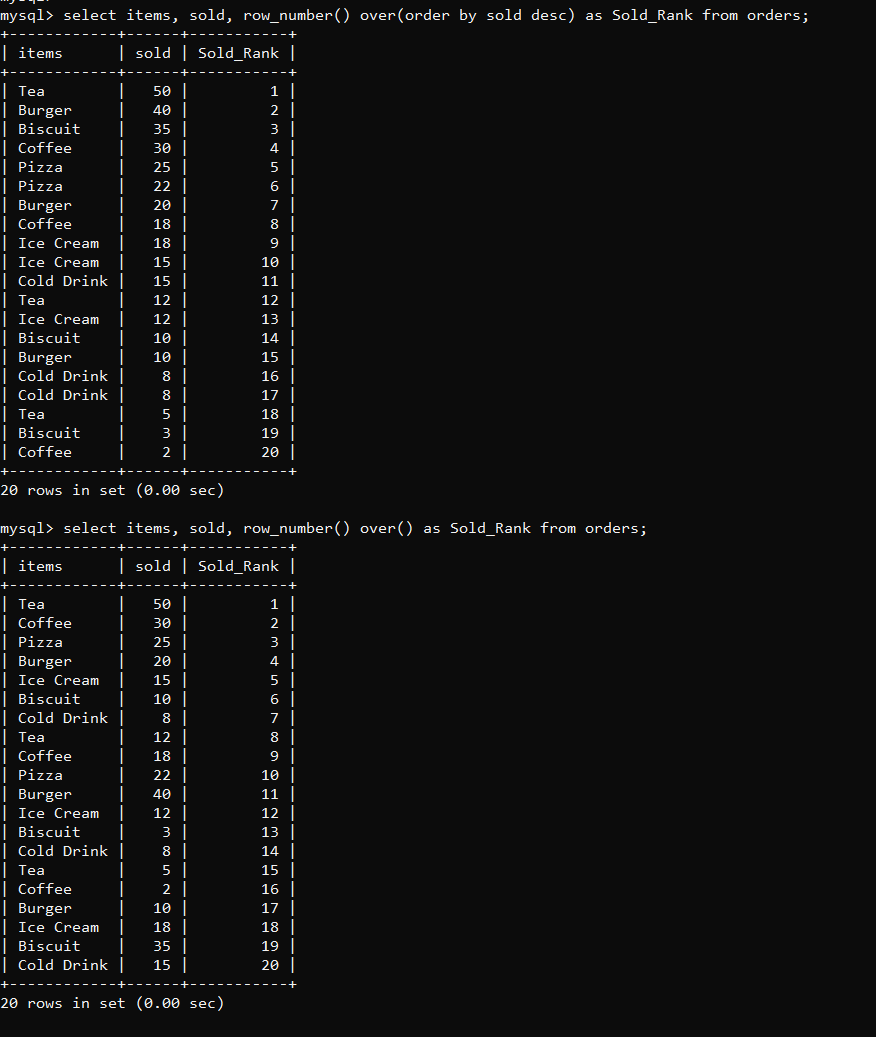 mysql> select items, sold, row_number() over(order by sold desc) as Sold_Rank from orders;
+------------+------+-----------+
| items      | sold | Sold_Rank |
+------------+------+-----------+
| Tea        |   50 |         1 |
| Burger     |   40 |         2 |
| Biscuit    |   35 |         3 |
| Coffee     |   30 |         4 |
| Pizza      |   25 |         5 |
| Pizza      |   22 |         6 |
| Burger     |   20 |         7 |
| Coffee     |   18 |         8 |
| Ice Cream  |   18 |         9 |
| Ice Cream  |   15 |        10 |
| Cold Drink |   15 |        11 |
| Tea        |   12 |        12 |
| Ice Cream  |   12 |        13 |
| Biscuit    |   10 |        14 |
| Burger     |   10 |        15 |
| Cold Drink |    8 |        16 |
| Cold Drink |    8 |        17 |
| Tea        |    5 |        18 |
| Biscuit    |    3 |        19 |
| Coffee     |    2 |        20 |
+------------+------+-----------+
20 rows in set (0.00 sec)

mysql> select items, sold, row_number() over() as Sold_Rank from orders;
+------------+------+-----------+
| items      | sold | Sold_Rank |
+------------+------+-----------+
| Tea        |   50 |         1 |
| Coffee     |   30 |         2 |
| Pizza      |   25 |         3 |
| Burger     |   20 |         4 |
| Ice Cream  |   15 |         5 |
| Biscuit    |   10 |         6 |
| Cold Drink |    8 |         7 |
| Tea        |   12 |         8 |
| Coffee     |   18 |         9 |
| Pizza      |   22 |        10 |
| Burger     |   40 |        11 |
| Ice Cream  |   12 |        12 |
| Biscuit    |    3 |        13 |
| Cold Drink |    8 |        14 |
| Tea        |    5 |        15 |
| Coffee     |    2 |        16 |
| Burger     |   10 |        17 |
| Ice Cream  |   18 |        18 |
| Biscuit    |   35 |        19 |
| Cold Drink |   15 |        20 |
+------------+------+-----------+
20 rows in set (0.00 sec)